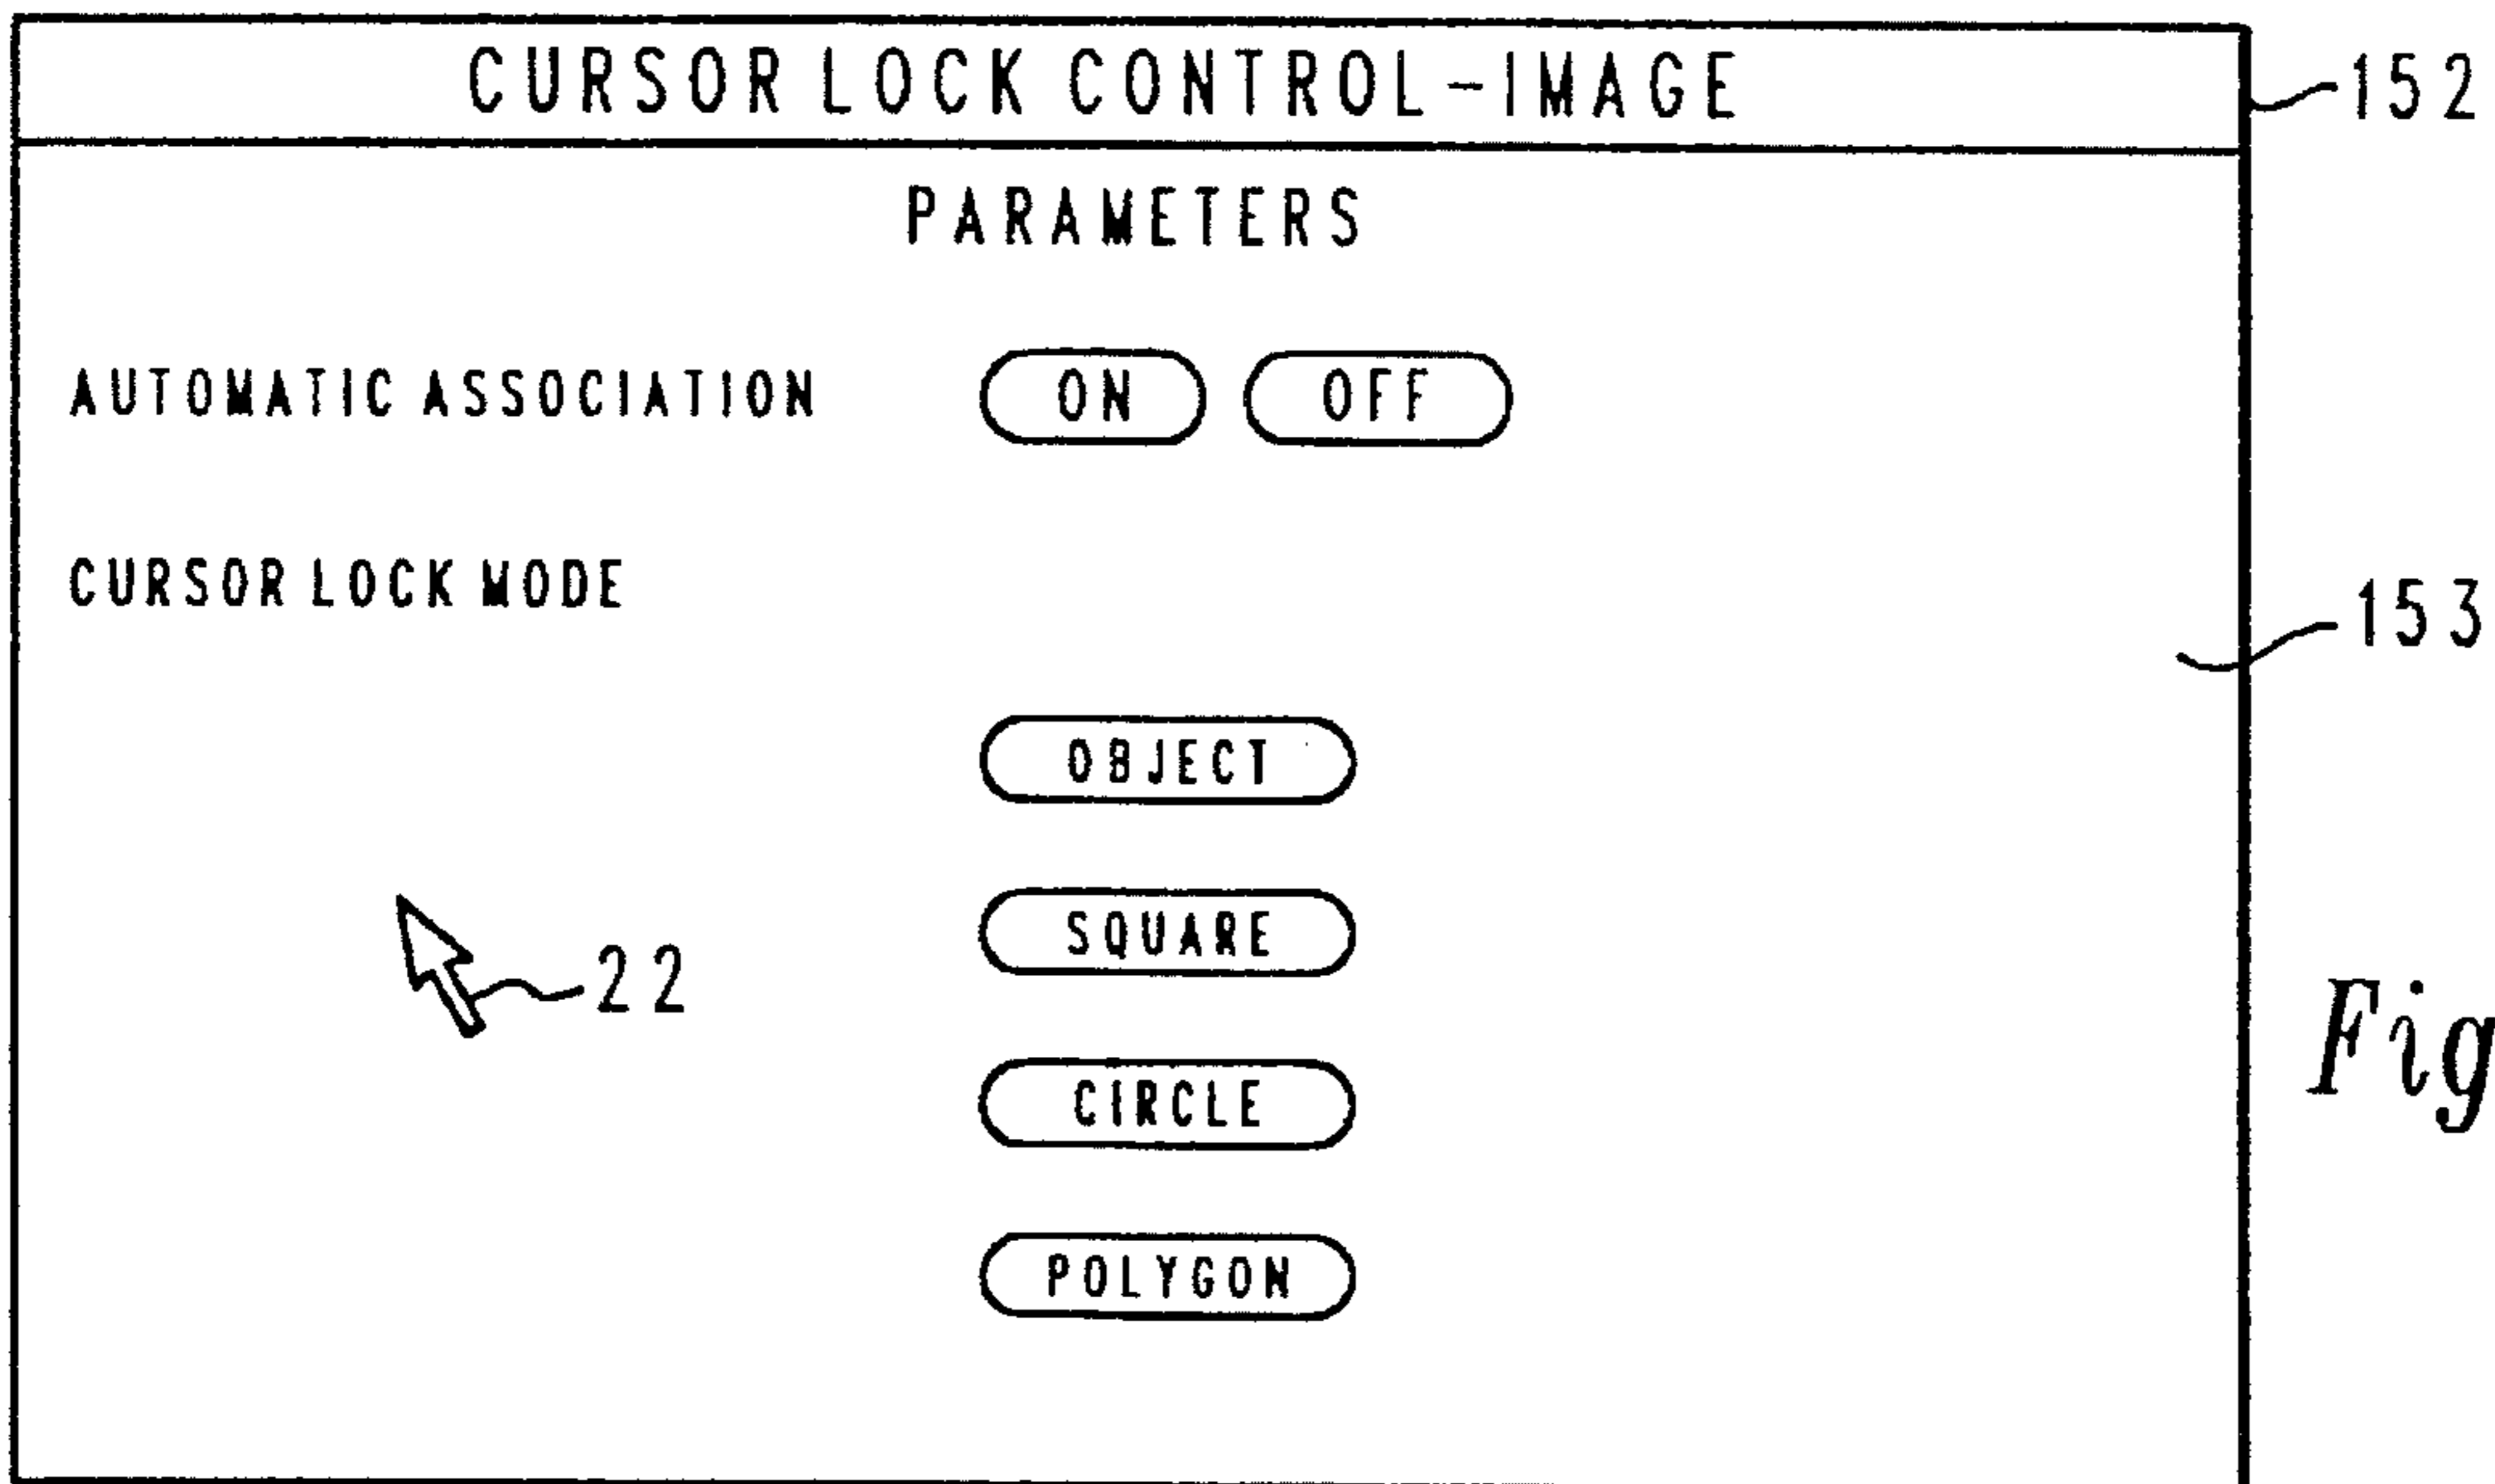 CURSOR LOCK CONTROL-IMAGE
152
PARAMETERS
AUTOMATIC ASSOCIATION ON OFF
CURSOR LOCK MODE
153
OBJECT
SQUARE
22
Fig
CIRCLE
POLYGON